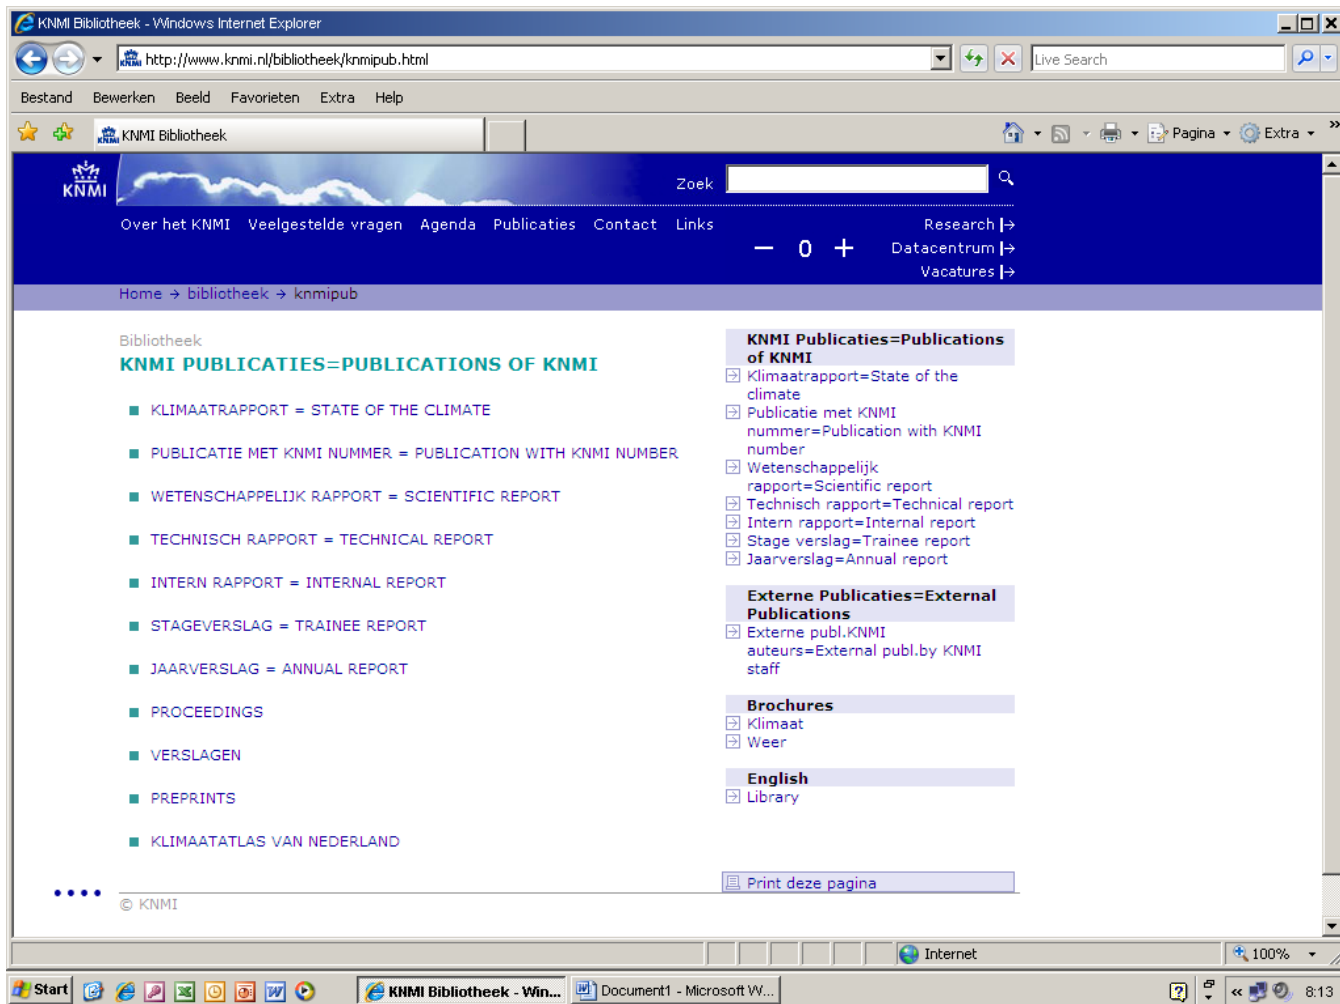 KNMI Bibliotheek - Windows Internet Explorer
http://www.knmi.nl/bibliotheek/knmipub.html
Live Search
Bestand Bewerken Beeld Favorieten Extra Help
KNMI Bibliotheek
Pagina Extra
KNMI
Zoek
Over het KNMI Veelgestelde vragen Agenda Publicaties Contact Links
− 0 +
Research
Datacentrum
Vacatures
Home → bibliotheek → knmipub
Bibliotheek
KNMI PUBLICATIES=PUBLICATIONS OF KNMI
KLIMAATRAPPORT = STATE OF THE CLIMATE
PUBLICATIE MET KNMI NUMMER = PUBLICATION WITH KNMI NUMBER
WETENSCHAPPELIJK RAPPORT = SCIENTIFIC REPORT
TECHNISCH RAPPORT = TECHNICAL REPORT
INTERN RAPPORT = INTERNAL REPORT
STAGEVERSLAG = TRAINEE REPORT
JAARVERSLAG = ANNUAL REPORT
PROCEEDINGS
VERSLAGEN
PREPRINTS
KLIMAATATLAS VAN NEDERLAND
KNMI Publicaties=Publications
of KNMI
Klimaatrapport=State of the
climate
Publicatie met KNMI
nummer=Publication with KNMI
number
Wetenschappelijk
rapport=Scientific report
Technisch rapport=Technical report
Intern rapport=Internal report
Stage verslag=Trainee report
Jaarverslag=Annual report
Externe Publicaties=External
Publications
Externe publ.KNMI
auteurs=External publ.by KNMI
staff
Brochures
Klimaat
Weer
English
Library
Print deze pagina
© KNMI
Internet
100%
Start
KNMI Bibliotheek - Win...
Document1 - Microsoft W...
8:13